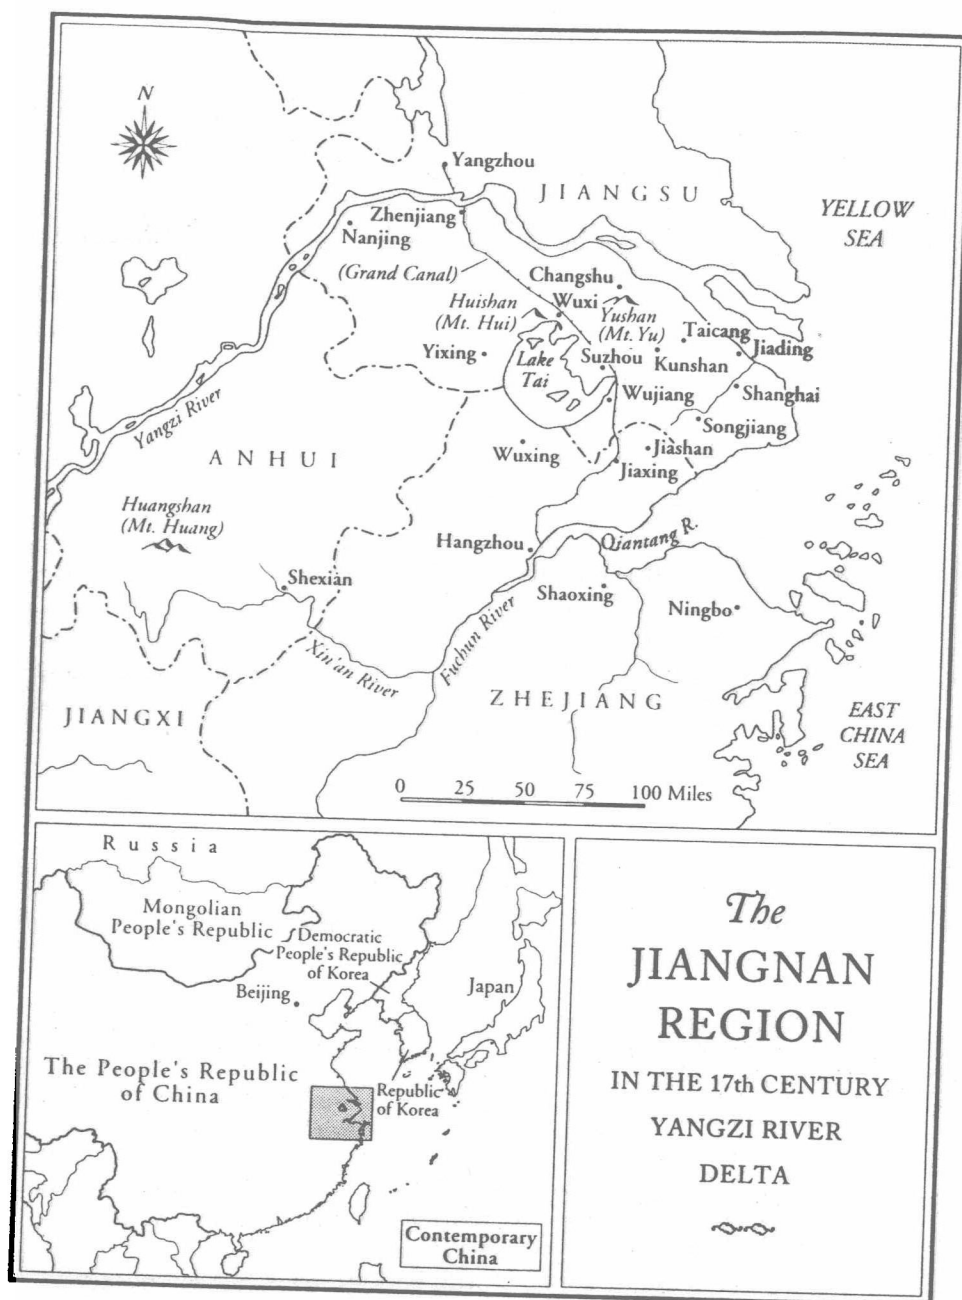 N
Yangzhou
JIANGSU
YELLOW
SEA
Zhenjiang
Nanjing
(Grand Canal)
Changshu
Huishan
(Mt. Hui)
Wuxi
Yushan
(Mt. Yu)
Taicang
Jiading
Yixing
Lake
Tai
Suzhou
Kunshan
Yangzi River
Wujiang
Shanghai
Songjiang
ANHUI
Wuxing
Jiashan
Jiaxing
Huangshan
(Mt. Huang)
Hangzhou
Qiantang R.
Shexian
Shaoxing
Ningbo
Fuchun River
Xin'an River
ZHEJIANG
JIANGXI
EAST
CHINA
SEA
0 25 50 75 100 Miles
Russia
Mongolian
People's Republic
Democratic
People's Republic
of Korea
Beijing
Japan
The People's Republic
of China
Republic
of Korea
Contemporary
China
The
JIANGNAN
REGION
IN THE 17th CENTURY
YANGZI RIVER
DELTA